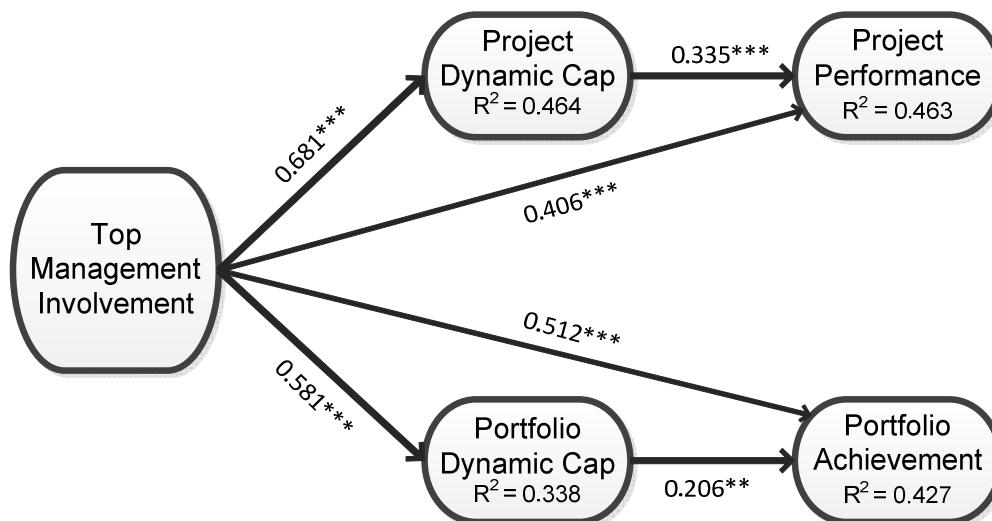 Project
Dynamic Cap
R² = 0.464
0.335***
Project
Performance
R² = 0.463
0.681***
0.406***
Top
Management
Involvement
0.512***
0.581***
Portfolio
Dynamic Cap
R² = 0.338
0.206**
Portfolio
Achievement
R² = 0.427